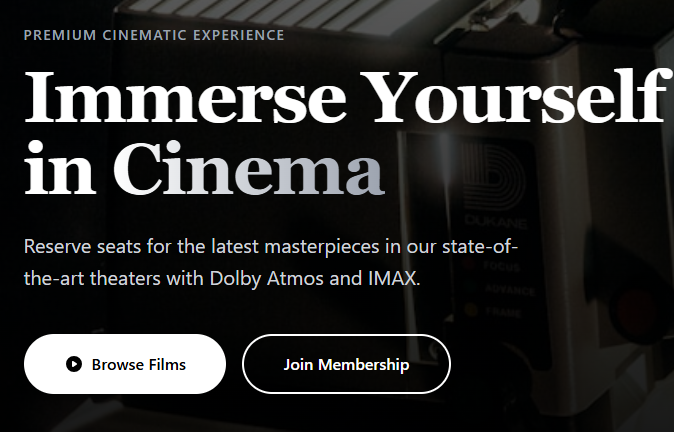 PREMIUM CINEMATIC EXPERIENCE
Immerse Yourself
in Cinema
DUKANE
FOCUS
ADVANCE
FRAME
Reserve seats for the latest masterpieces in our state-of-
the-art theaters with Dolby Atmos and IMAX.
Browse Films
Join Membership